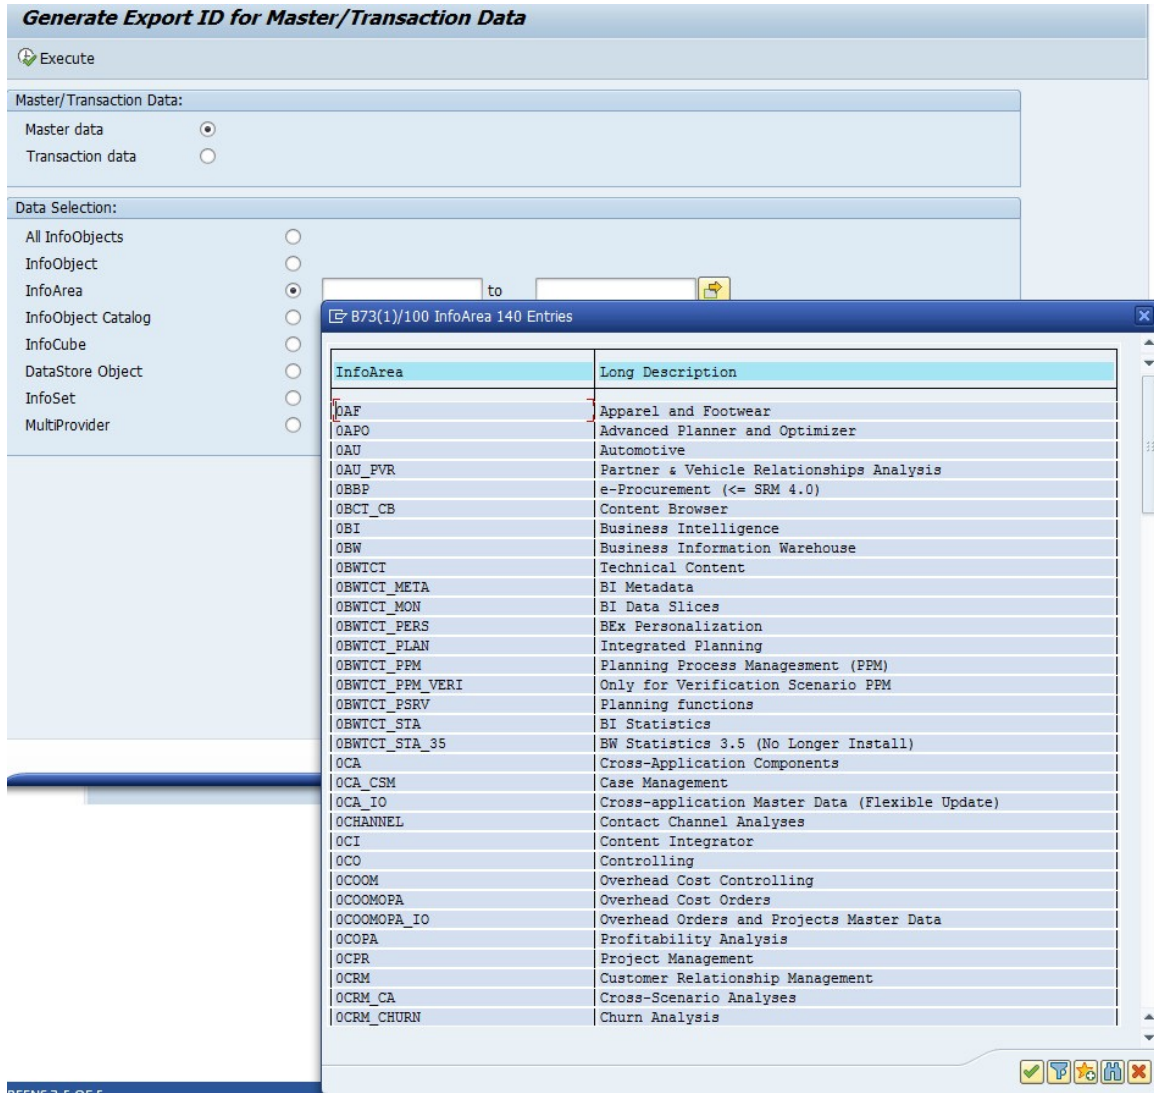 Generate Export ID for Master/Transaction Data
Execute
Master/Transaction Data:
Master data
Transaction data
Data Selection:
All InfoObjects
InfoObject
InfoArea to
InfoObject Catalog
InfoCube
DataStore Object
InfoSet
MultiProvider
B73(1)/100 InfoArea 140 Entries
InfoArea Long Description
0AF Apparel and Footwear
0APO Advanced Planner and Optimizer
0AU Automotive
0AU_PVR Partner & Vehicle Relationships Analysis
0BBP e-Procurement (<= SRM 4.0)
0BCT_CB Content Browser
0BI Business Intelligence
0BW Business Information Warehouse
0BWTCT Technical Content
0BWTCT_META BI Metadata
0BWTCT_MON BI Data Slices
0BWTCT_PERS BEx Personalization
0BWTCT_PLAN Integrated Planning
0BWTCT_PPM Planning Process Managesment (PPM)
0BWTCT_PPM_VERI Only for Verification Scenario PPM
0BWTCT_PSRV Planning functions
0BWTCT_STA BI Statistics
0BWTCT_STA_35 BW Statistics 3.5 (No Longer Install)
0CA Cross-Application Components
0CA_CSM Case Management
0CA_IO Cross-application Master Data (Flexible Update)
0CHANNEL Contact Channel Analyses
0CI Content Integrator
0CO Controlling
0COOM Overhead Cost Controlling
0COOMOPA Overhead Cost Orders
0COOMOPA_IO Overhead Orders and Projects Master Data
0COPA Profitability Analysis
0CPR Project Management
0CRM Customer Relationship Management
0CRM_CA Cross-Scenario Analyses
0CRM_CHURN Churn Analysis